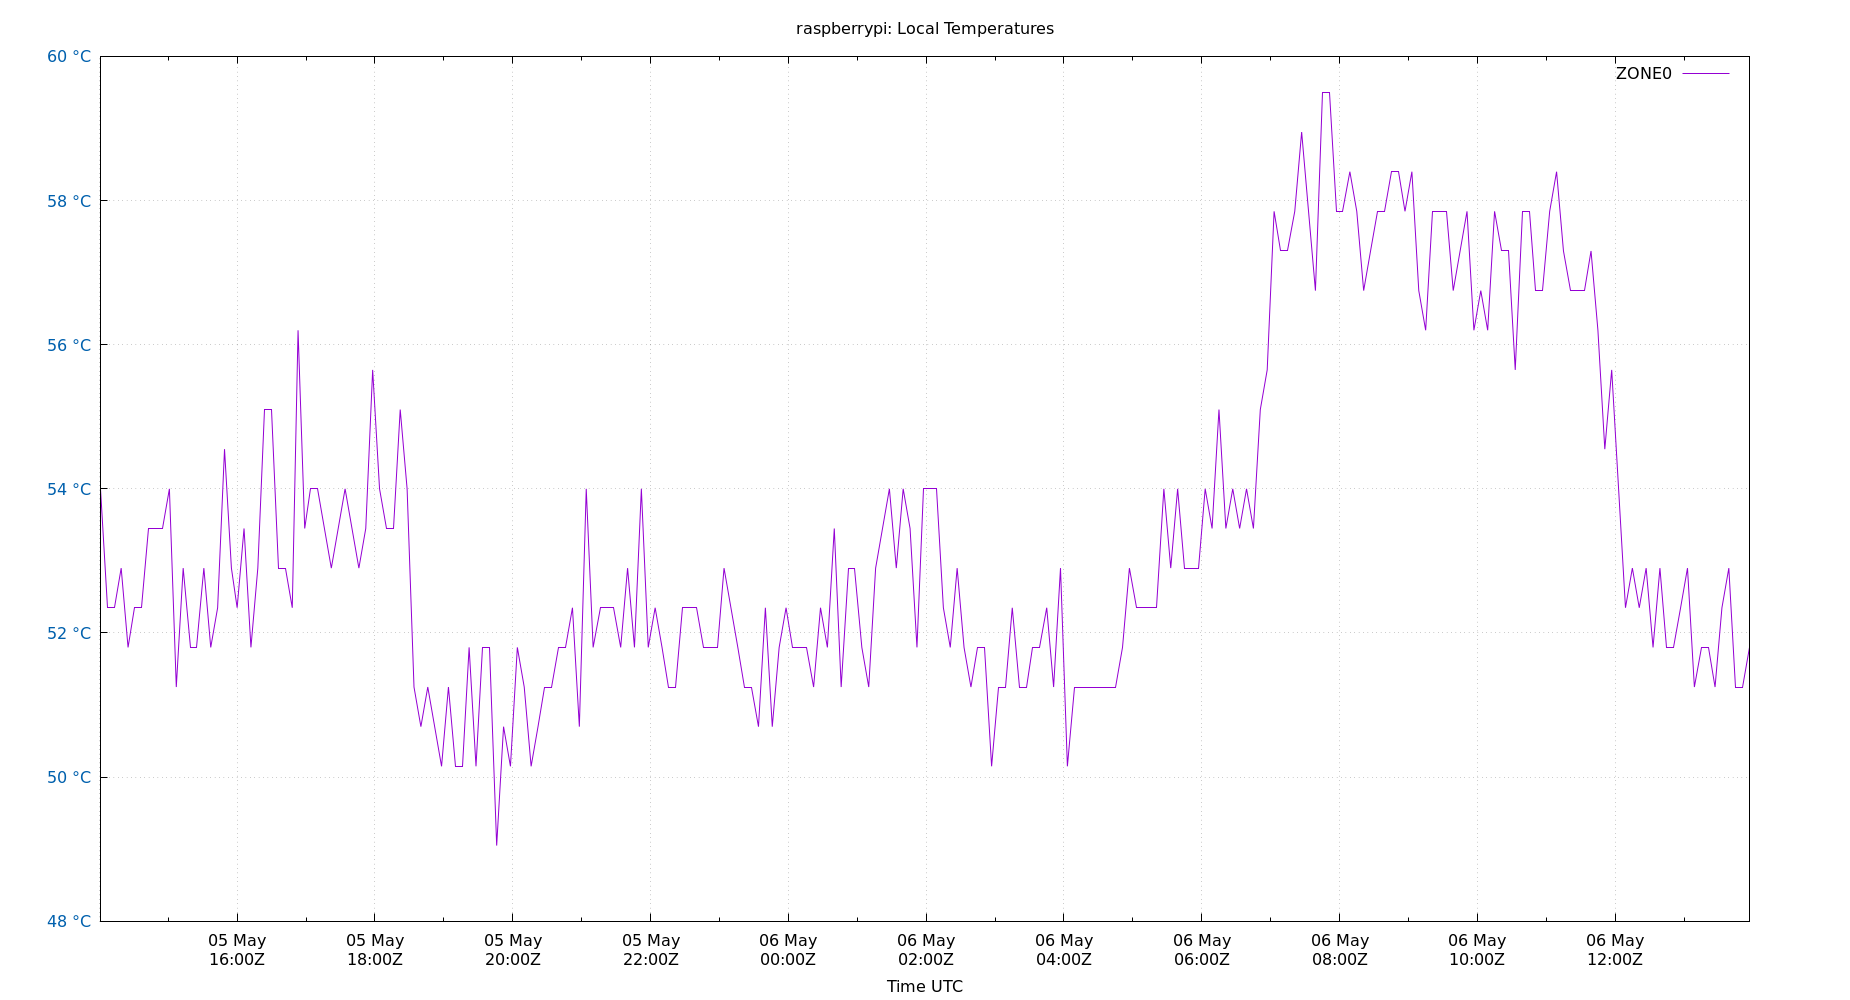 raspberrypi: Local Temperatures
60 °C
ZONE0
58 °C
56 °C
54 °C
52 °C
50 °C
48 °C
05 May 05 May 05 May 05 May 06 May 06 May 06 May 06 May 06 May 06 May 06 May
16:00Z 18:00Z 20:00Z 22:00Z 00:00Z 02:00Z 04:00Z 06:00Z 08:00Z 10:00Z 12:00Z
Time UTC